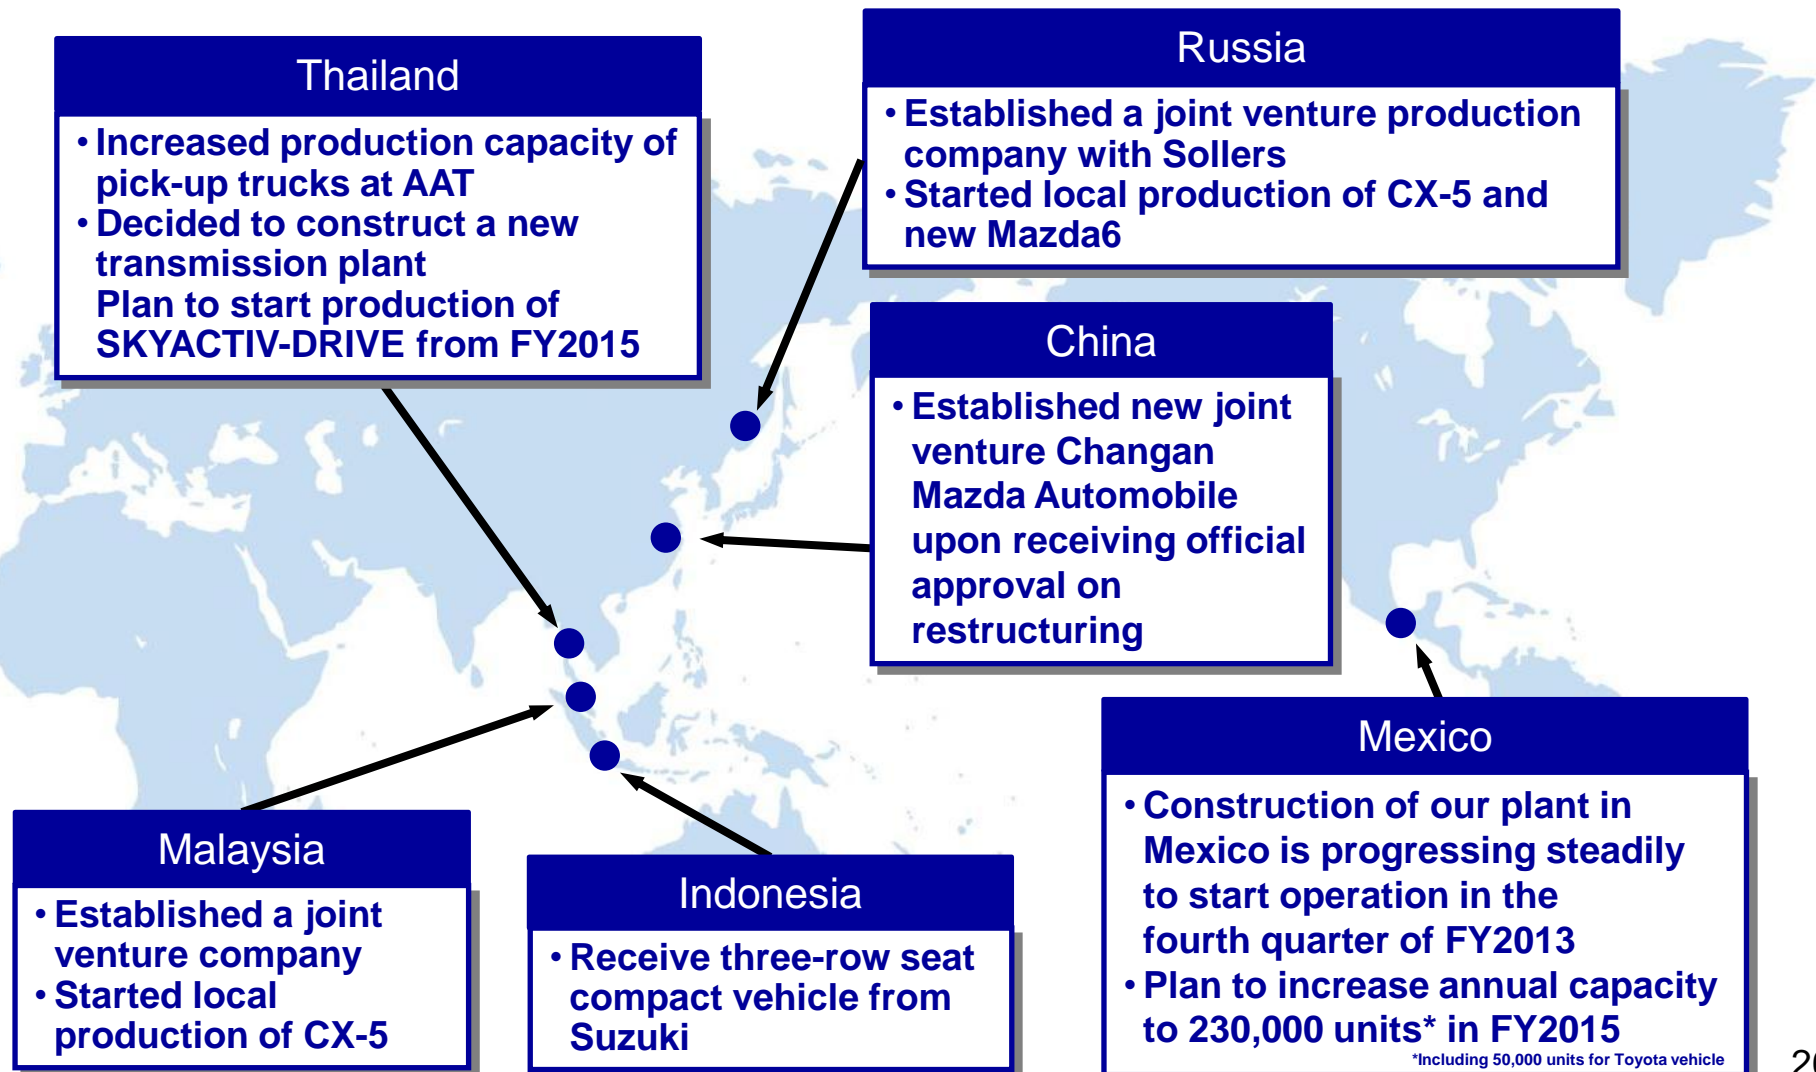 Thailand
• Increased production capacity of
pick-up trucks at AAT
• Decided to construct a new
transmission plant
Plan to start production of
SKYACTIV-DRIVE from FY2015
Russia
• Established a joint venture production
company with Sollers
• Started local production of CX-5 and
new Mazda6
China
• Established new joint
venture Changan
Mazda Automobile
upon receiving official
approval on
restructuring
Malaysia
• Established a joint
venture company
• Started local
production of CX-5
Indonesia
• Receive three-row seat
compact vehicle from
Suzuki
Mexico
• Construction of our plant in
Mexico is progressing steadily
to start operation in the
fourth quarter of FY2013
• Plan to increase annual capacity
to 230,000 units* in FY2015
*Including 50,000 units for Toyota vehicle